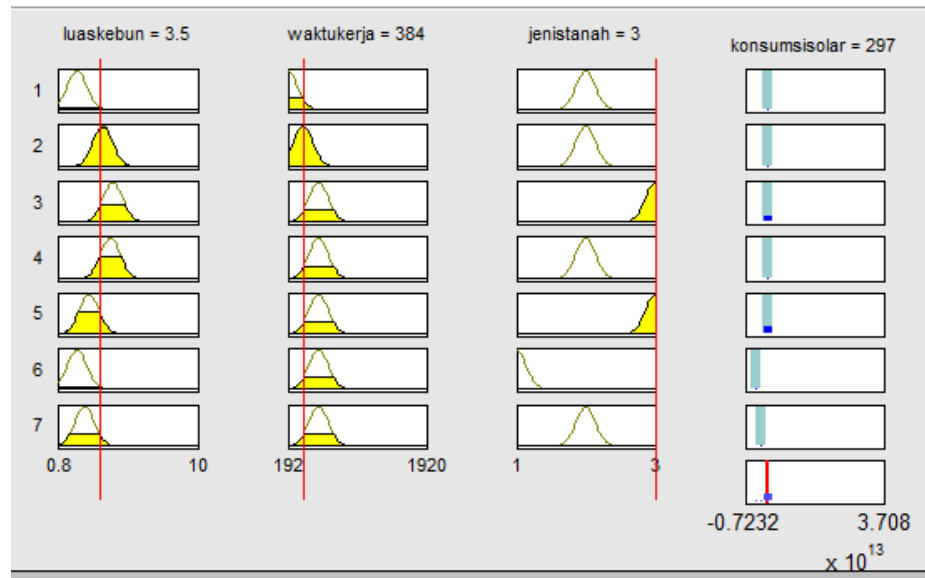 luaskebun = 3.5 waktukerja = 384 jenistanah = 3 konsumsisolar = 297
1
2
3
4
5
6
7
0.8 10 192 1920 1 3
-0.7232 3.708
x 10^13